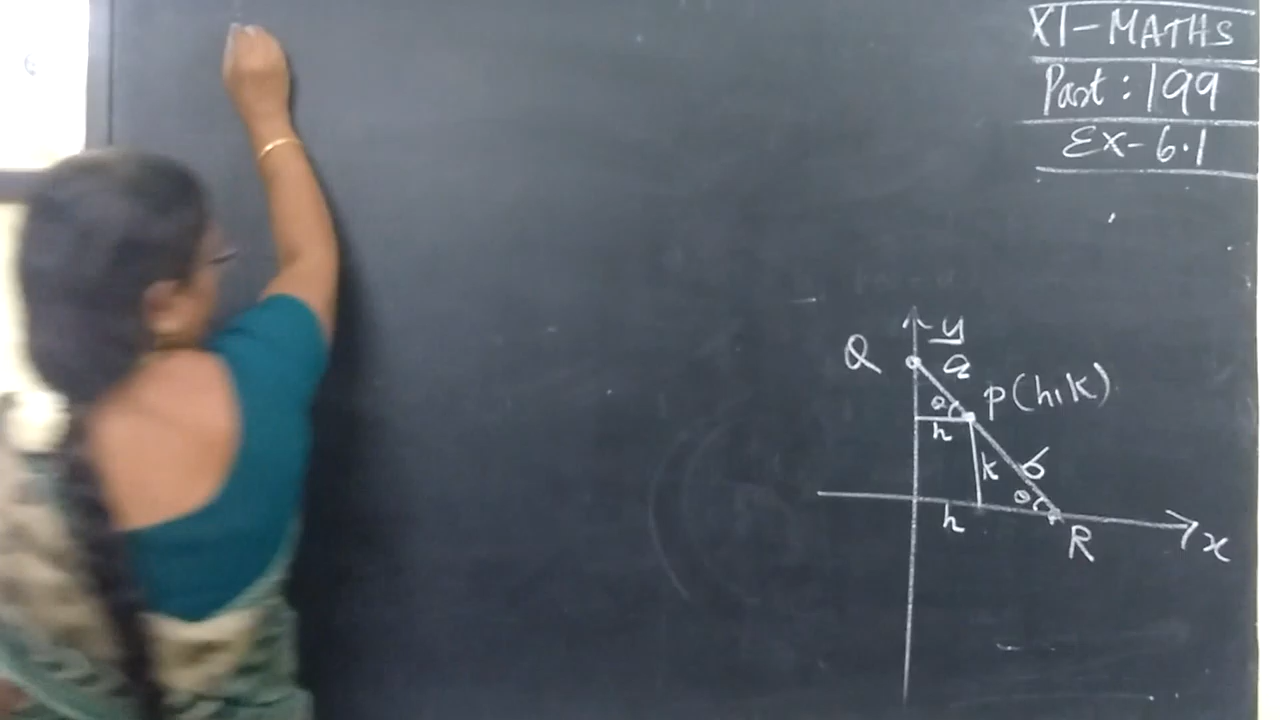 XI-MATHS
Part: 199
Ex-6.1
y
Q
a
P(h,k)
θ
h
k
b
θ
h
R
x